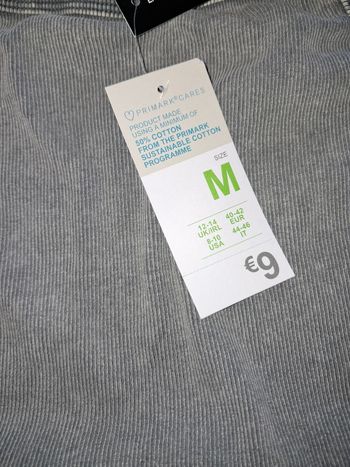 PRIMARK®CARES
PRODUCT MADE
USING A MINIMUM OF
50% COTTON
FROM THE PRIMARK
SUSTAINABLE COTTON
PROGRAMME
SIZE
M
12-14 40-42
UK/IRL EUR
8-10 44-46
USA IT
€9